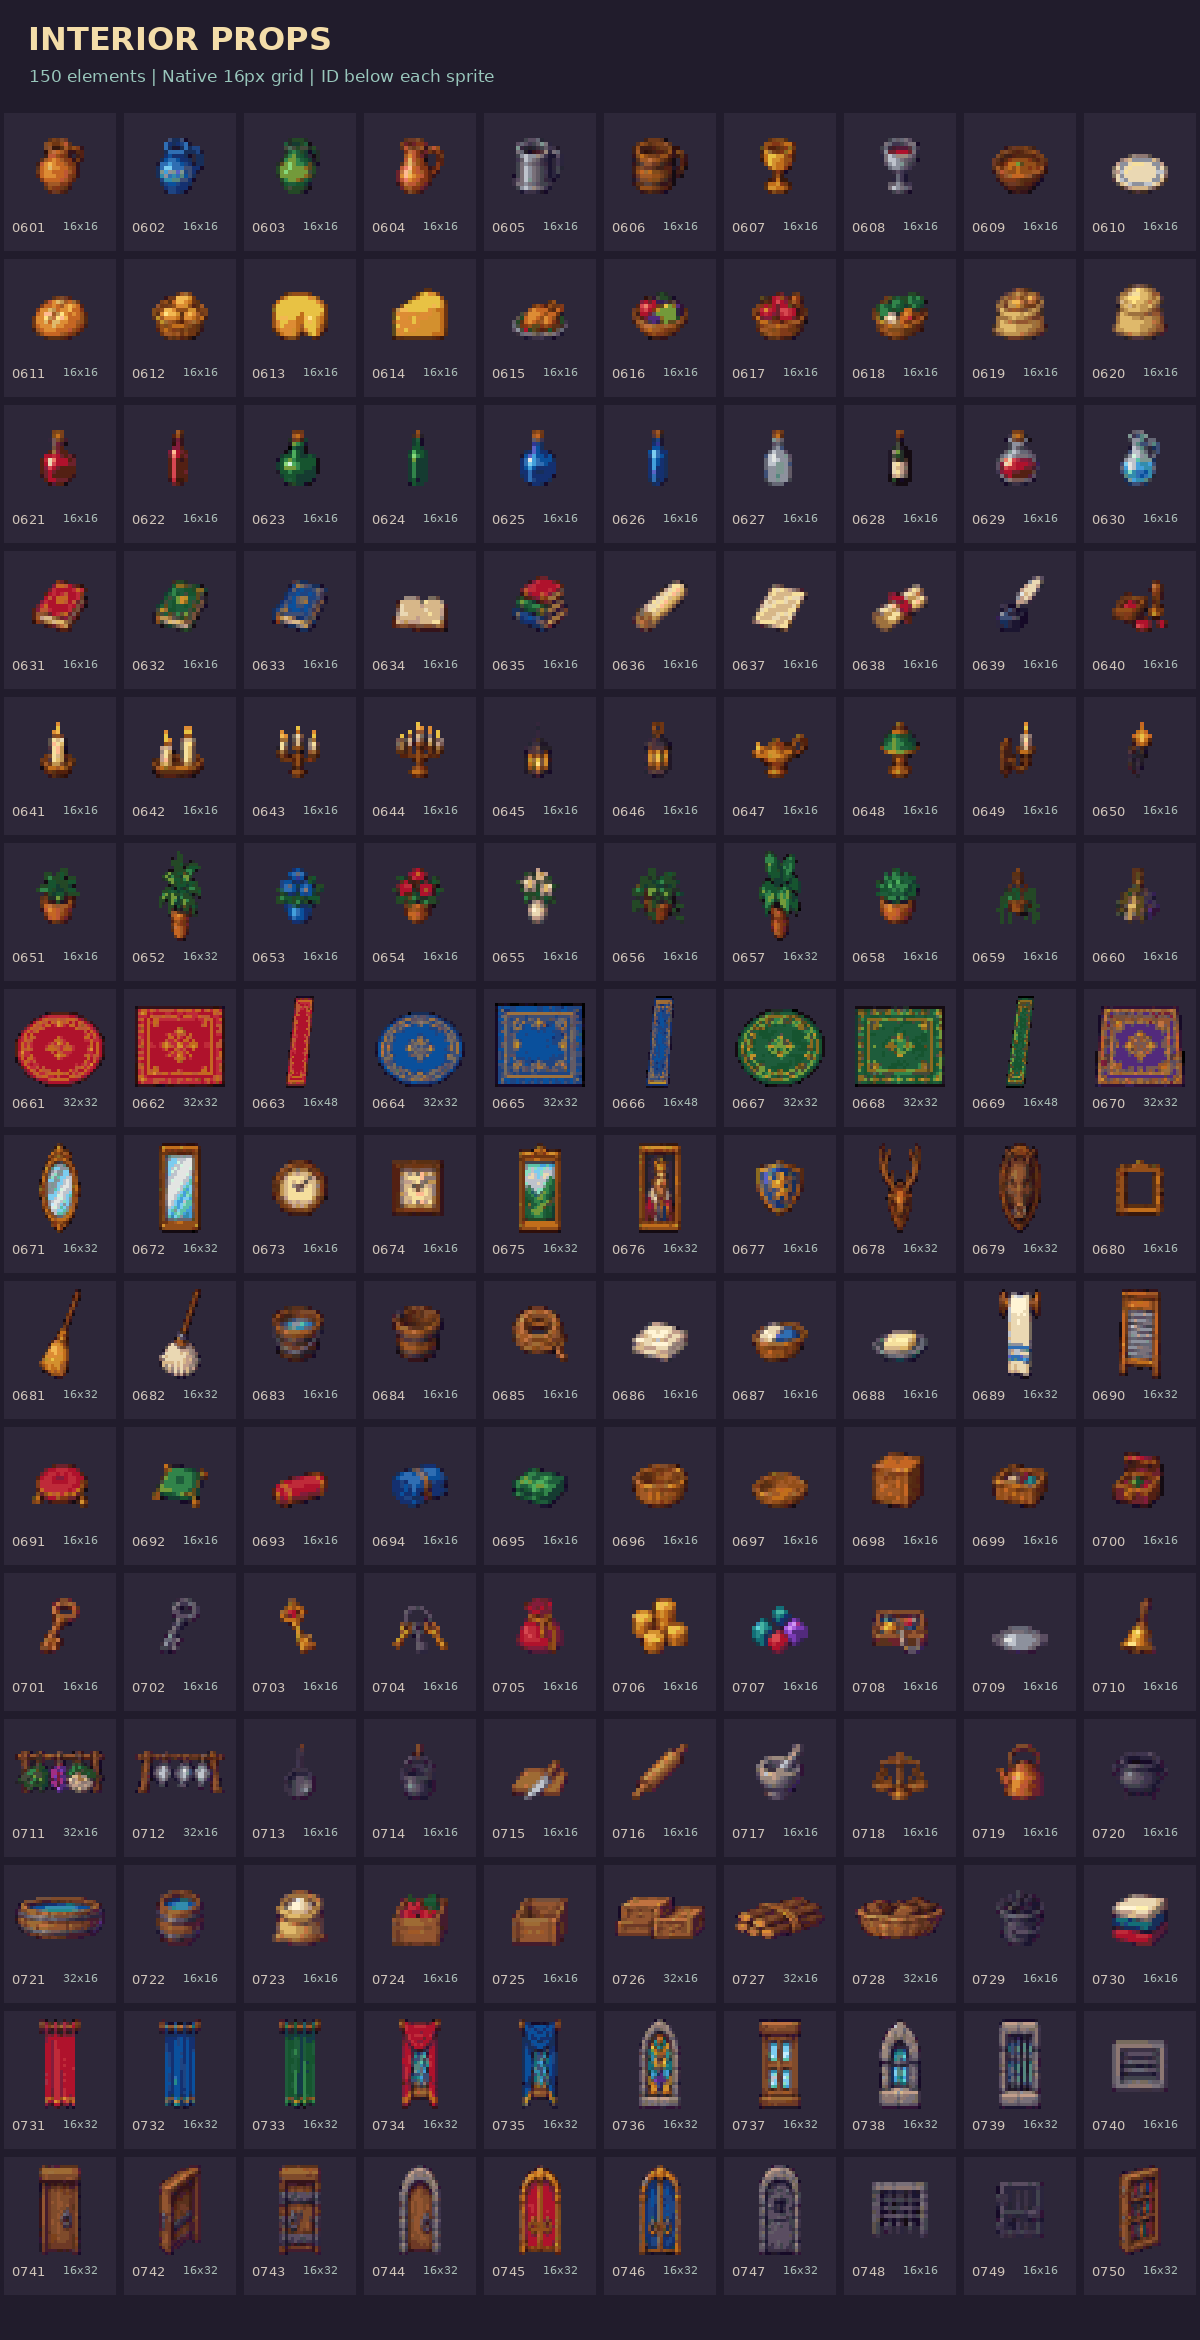 INTERIOR PROPS
150 elements | Native 16px grid | ID below each sprite
0601 16x16 0602 16x16 0603 16x16 0604 16x16 0605 16x16 0606 16x16 0607 16x16 0608 16x16 0609 16x16 0610 16x16
0611 16x16 0612 16x16 0613 16x16 0614 16x16 0615 16x16 0616 16x16 0617 16x16 0618 16x16 0619 16x16 0620 16x16
0621 16x16 0622 16x16 0623 16x16 0624 16x16 0625 16x16 0626 16x16 0627 16x16 0628 16x16 0629 16x16 0630 16x16
0631 16x16 0632 16x16 0633 16x16 0634 16x16 0635 16x16 0636 16x16 0637 16x16 0638 16x16 0639 16x16 0640 16x16
0641 16x16 0642 16x16 0643 16x16 0644 16x16 0645 16x16 0646 16x16 0647 16x16 0648 16x16 0649 16x16 0650 16x16
0651 16x16 0652 16x32 0653 16x16 0654 16x16 0655 16x16 0656 16x16 0657 16x32 0658 16x16 0659 16x16 0660 16x16
0661 32x32 0662 32x32 0663 16x48 0664 32x32 0665 32x32 0666 16x48 0667 32x32 0668 32x32 0669 16x48 0670 32x32
0671 16x32 0672 16x32 0673 16x16 0674 16x16 0675 16x32 0676 16x32 0677 16x16 0678 16x32 0679 16x32 0680 16x16
0681 16x32 0682 16x32 0683 16x16 0684 16x16 0685 16x16 0686 16x16 0687 16x16 0688 16x16 0689 16x32 0690 16x32
0691 16x16 0692 16x16 0693 16x16 0694 16x16 0695 16x16 0696 16x16 0697 16x16 0698 16x16 0699 16x16 0700 16x16
0701 16x16 0702 16x16 0703 16x16 0704 16x16 0705 16x16 0706 16x16 0707 16x16 0708 16x16 0709 16x16 0710 16x16
0711 32x16 0712 32x16 0713 16x16 0714 16x16 0715 16x16 0716 16x16 0717 16x16 0718 16x16 0719 16x16 0720 16x16
0721 32x16 0722 16x16 0723 16x16 0724 16x16 0725 16x16 0726 32x16 0727 32x16 0728 32x16 0729 16x16 0730 16x16
0731 16x32 0732 16x32 0733 16x32 0734 16x32 0735 16x32 0736 16x32 0737 16x32 0738 16x32 0739 16x32 0740 16x16
0741 16x32 0742 16x32 0743 16x32 0744 16x32 0745 16x32 0746 16x32 0747 16x32 0748 16x16 0749 16x16 0750 16x32